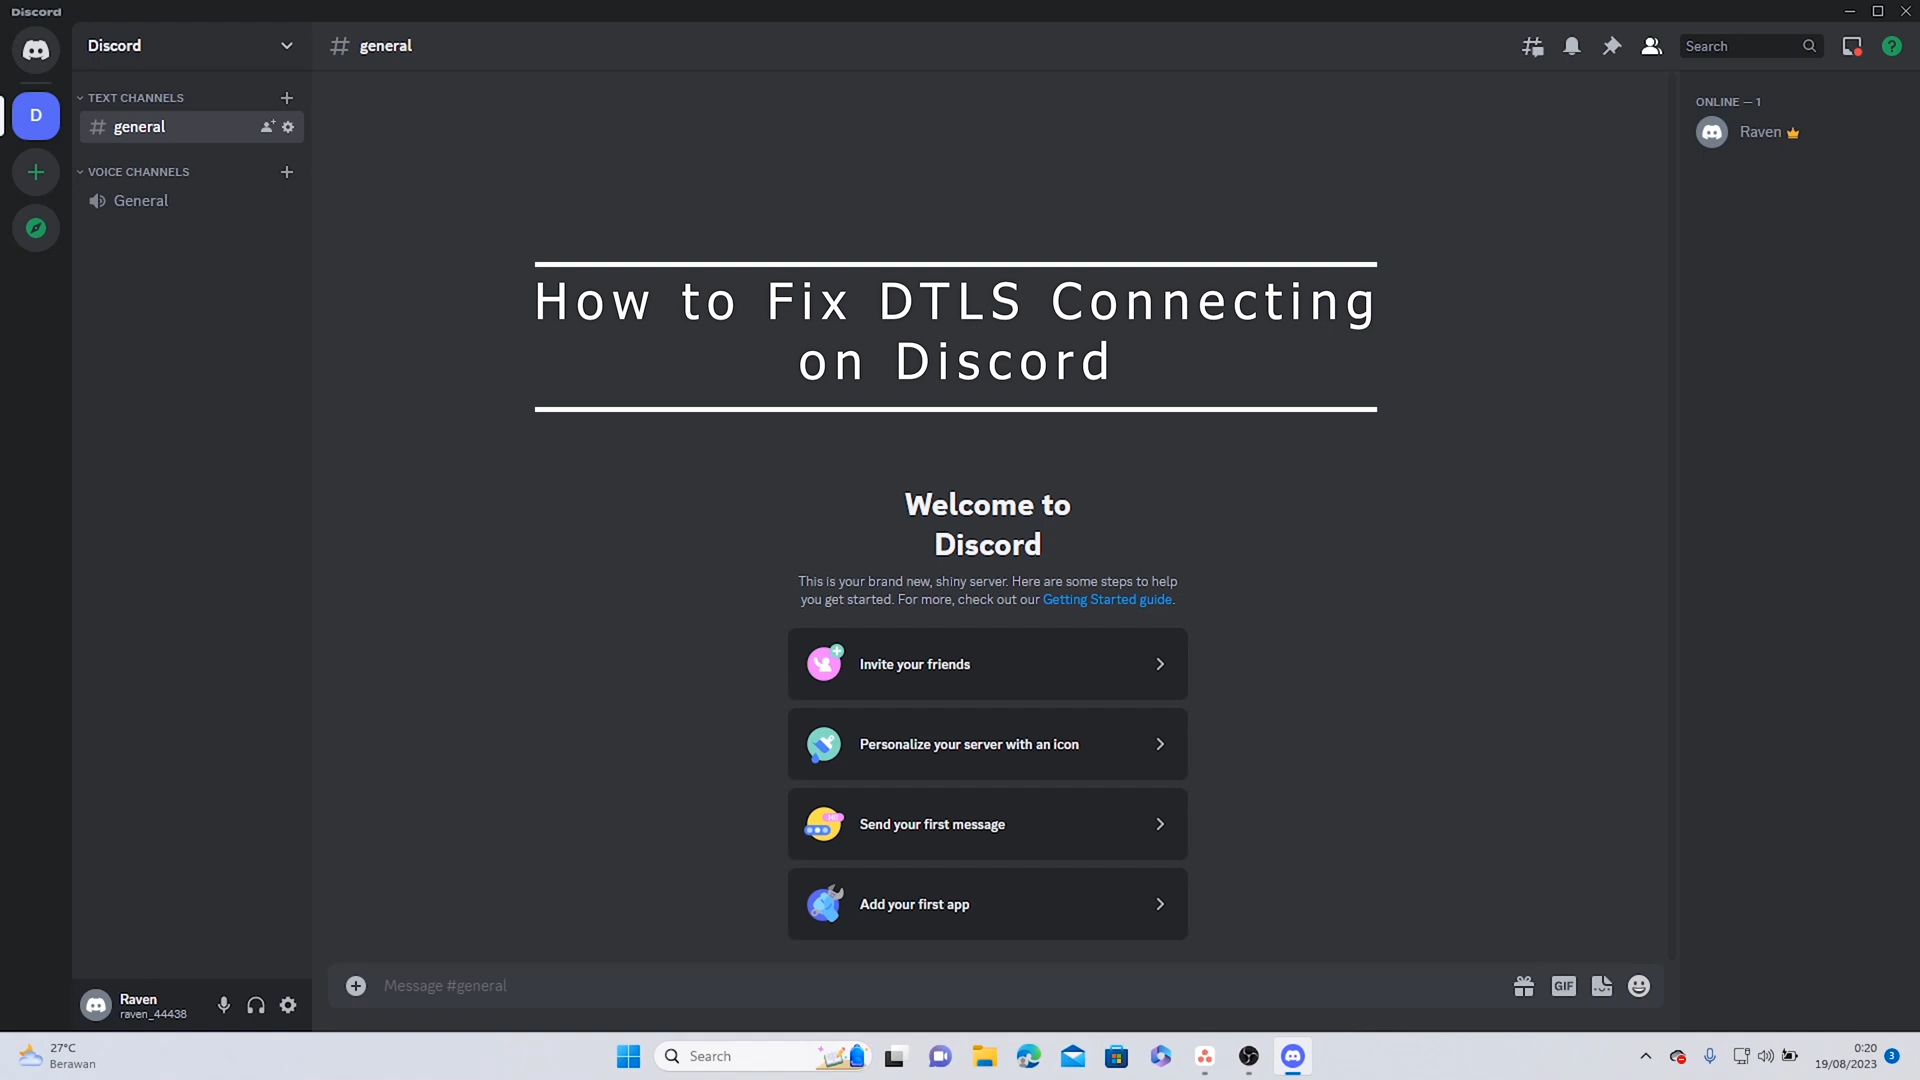 Discord
Discord
general
Search
TEXT CHANNELS
general
VOICE CHANNELS
General
ONLINE — 1
Raven
D
How to Fix DTLS Connecting
on Discord
Welcome to
Discord
This is your brand new, shiny server. Here are some steps to help
you get started. For more, check out our Getting Started guide.
Invite your friends
Personalize your server with an icon
Send your first message
Add your first app
Raven
raven_44438
Message #general
GIF
27°C
Berawan
Search
0:20
19/08/2023
3